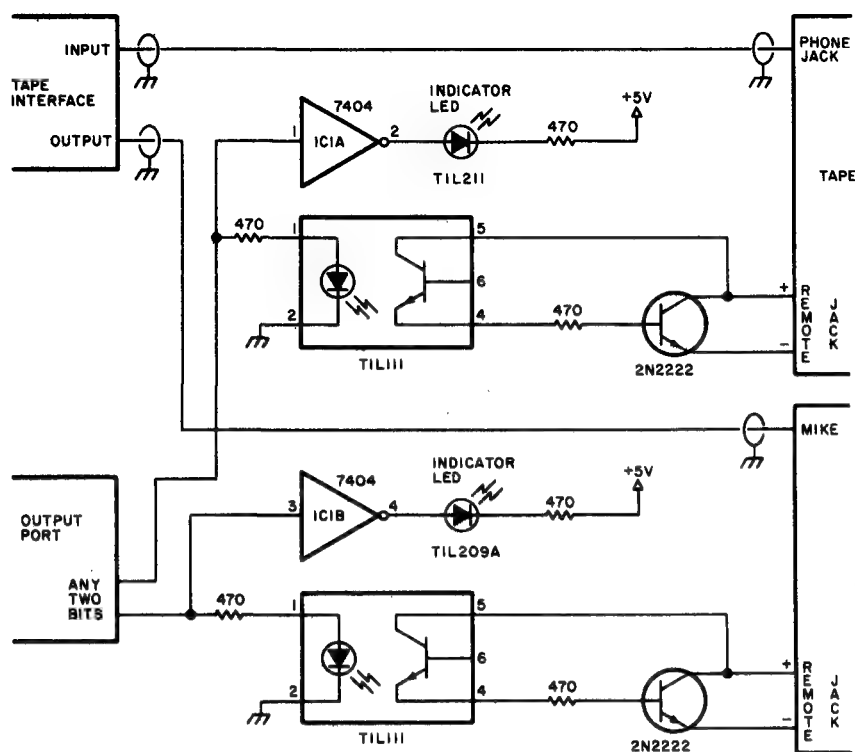 INPUT
TAPE
INTERFACE
OUTPUT
PHONE
JACK
TAPE
7404
1
IC1A
2
INDICATOR
LED
TIL211
470
+5V
470
1
2
5
6
4
TIL111
470
2N2222
+
-
REMOTE
JACK
MIKE
OUTPUT
PORT
ANY
TWO
BITS
7404
3
IC1B
4
INDICATOR
LED
TIL209A
470
+5V
470
1
2
5
6
4
TIL111
470
2N2222
+
-
REMOTE
JACK